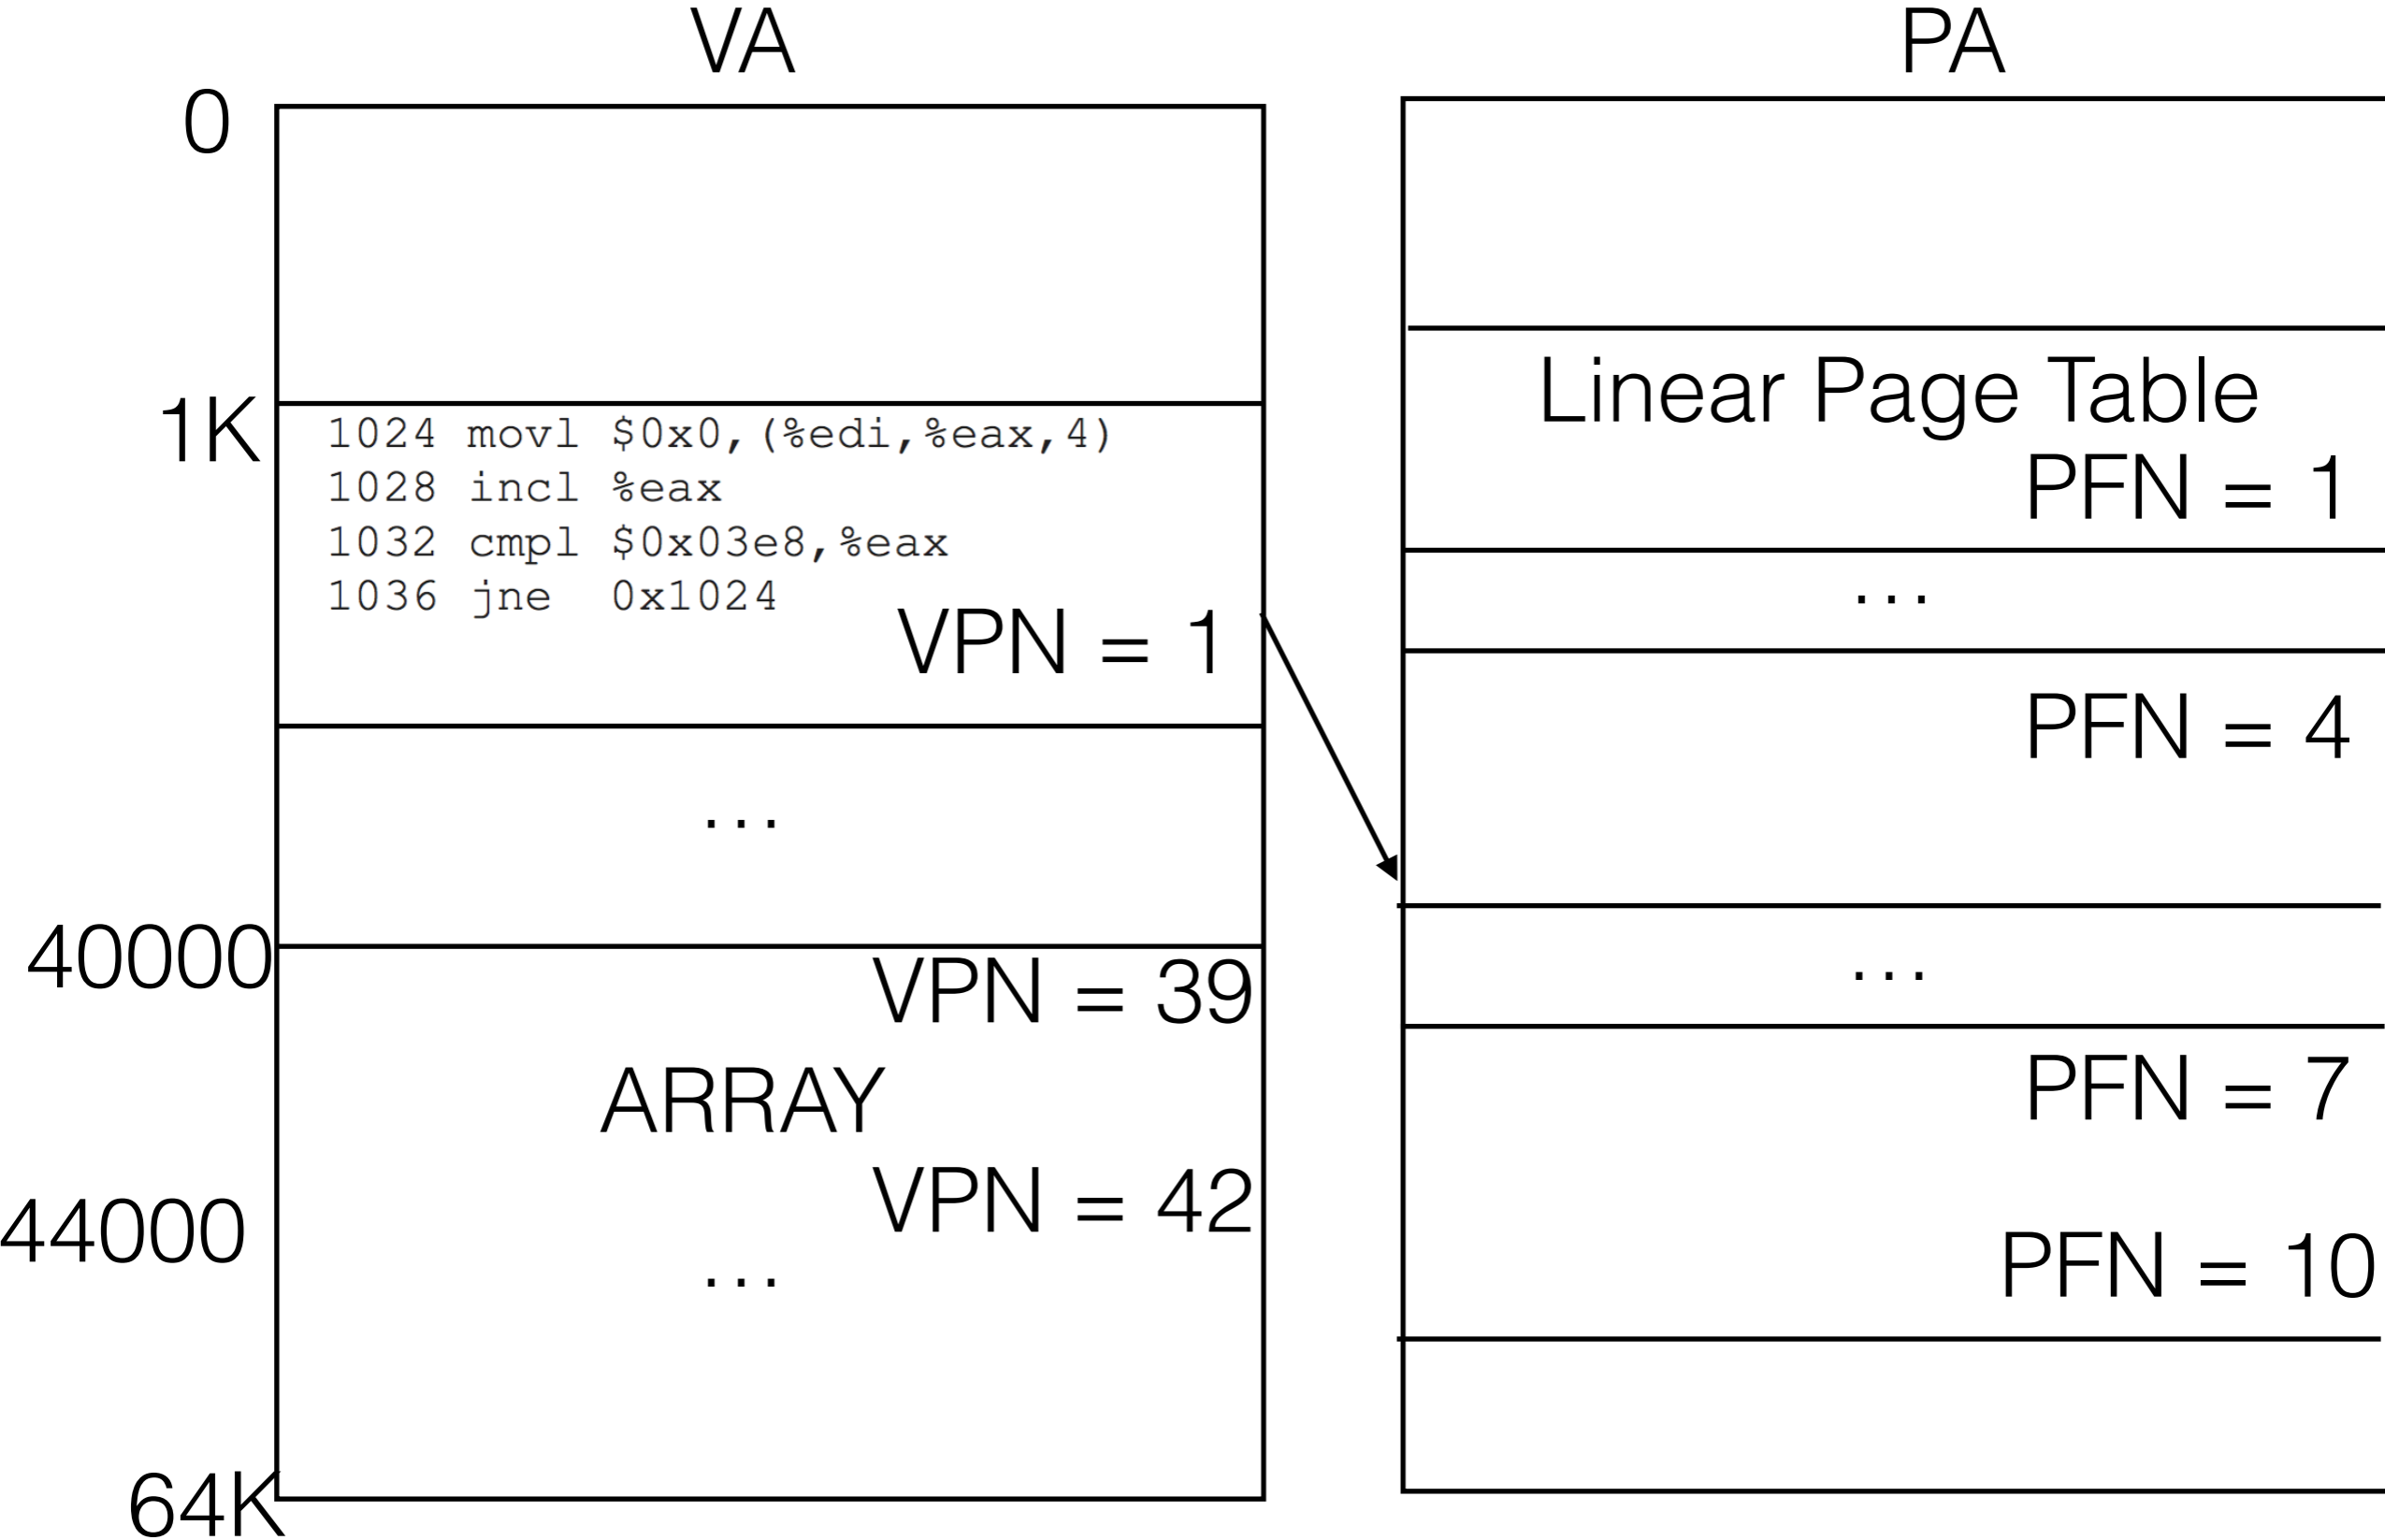 VA
0
1K
1024 movl $0x0,(%edi,%eax,4)
1028 incl %eax
1032 cmpl $0x03e8,%eax
1036 jne 0x1024
VPN = 1
...
40000
VPN = 39
ARRAY
VPN = 42
44000
...
64K
PA
Linear Page Table
PFN = 1
...
PFN = 4
...
PFN = 7
PFN = 10